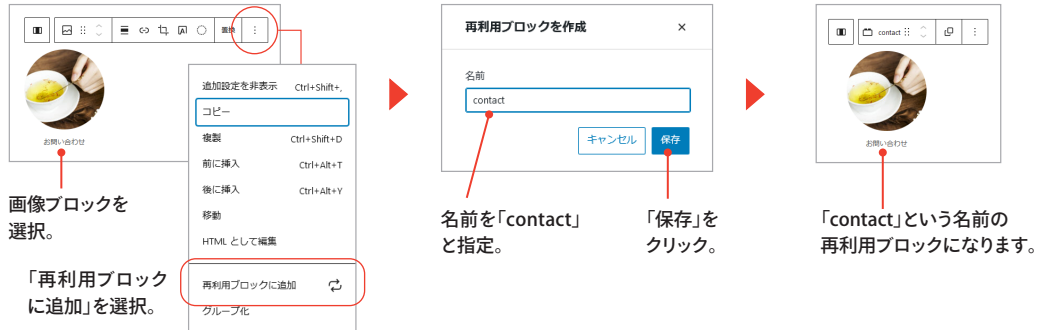 置換
お問い合わせ
画像ブロックを
選択。
「再利用ブロック
に追加」を選択。
追加設定を非表示 Ctrl+Shift+,
コピー
複製 Ctrl+Shift+D
前に挿入 Ctrl+Alt+T
後に挿入 Ctrl+Alt+Y
移動
HTML として編集
再利用ブロックに追加
グループ化
再利用ブロックを作成 ×
名前
contact
キャンセル 保存
名前を「contact」
と指定。
「保存」を
クリック。
contact
お問い合わせ
「contact」という名前の
再利用ブロックになります。